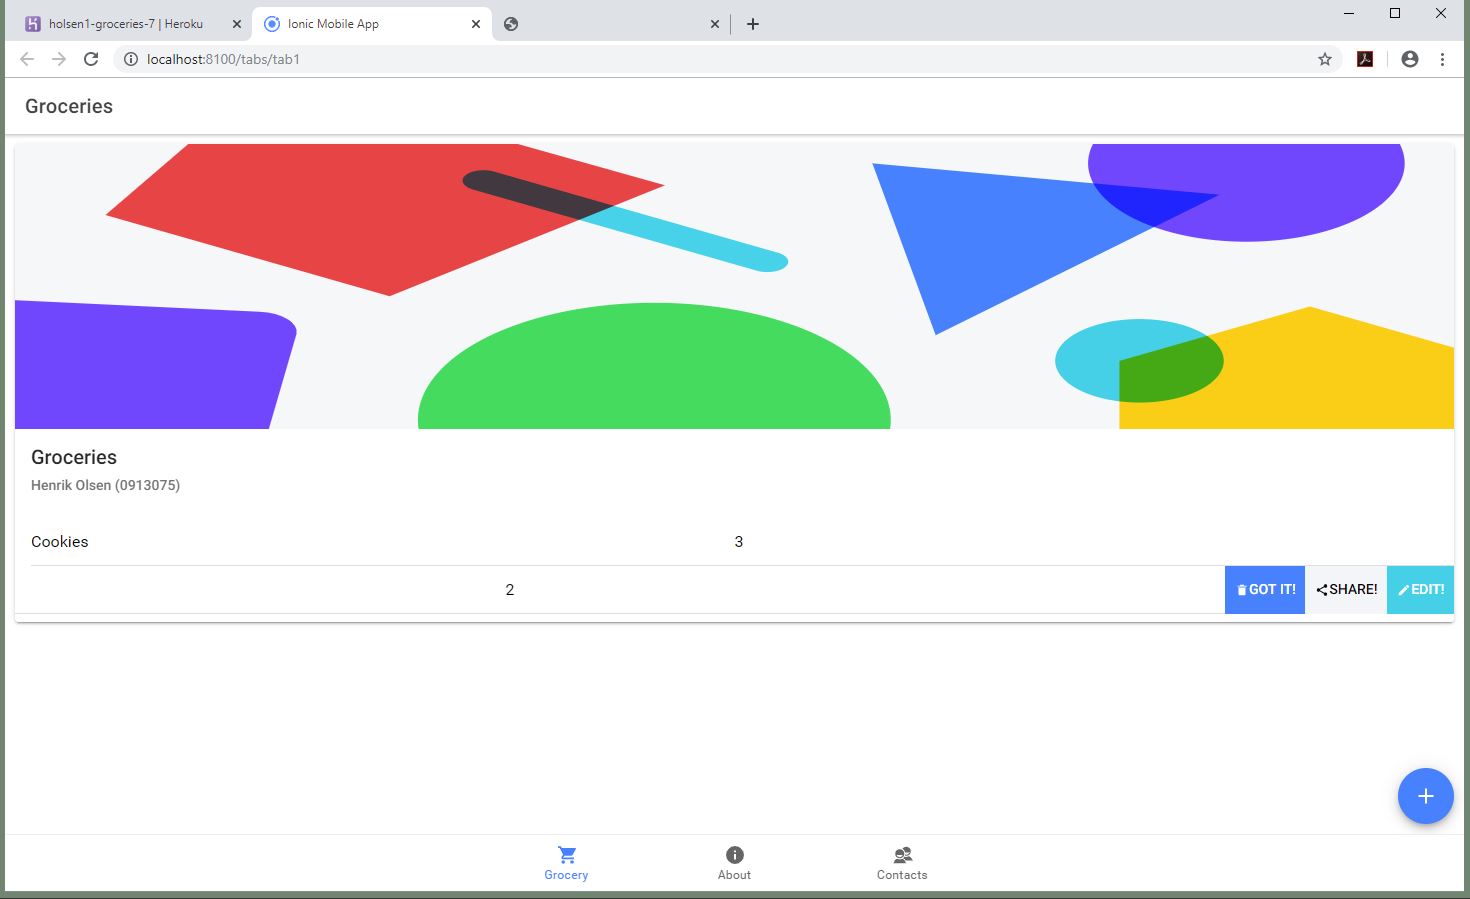 holsen1-groceries-7 | Heroku
Ionic Mobile App
localhost:8100/tabs/tab1
Groceries
Groceries
Henrik Olsen (0913075)
Cookies 3
2 GOT IT! SHARE! EDIT!
Grocery About Contacts